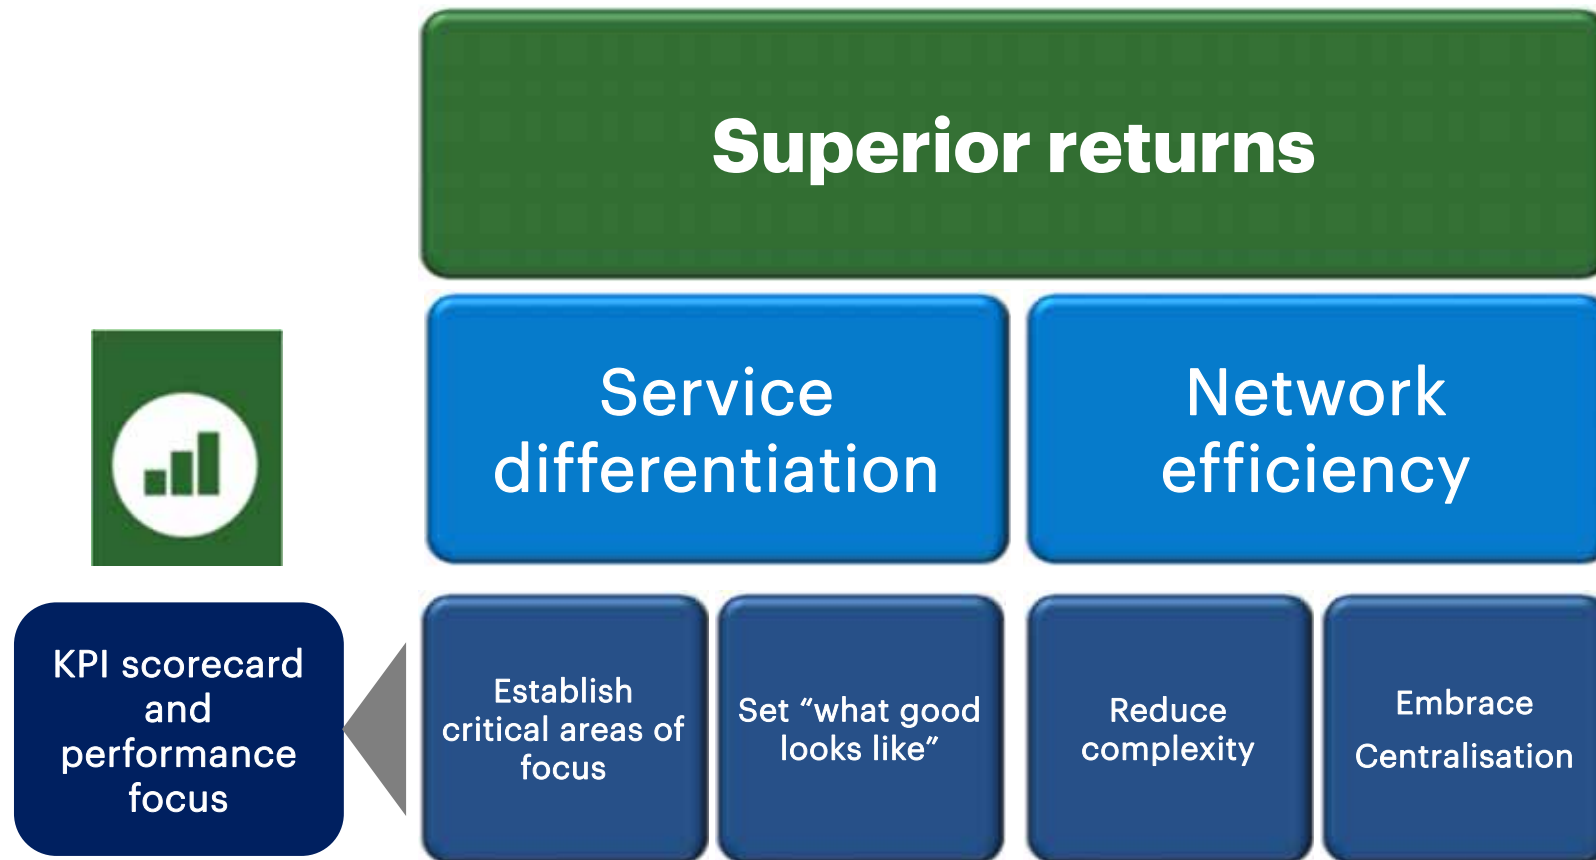 Superior returns
Service
differentiation
Network
efficiency
KPI scorecard
and
performance
focus
Establish
critical areas of
focus
Set “what good
looks like”
Reduce
complexity
Embrace
Centralisation